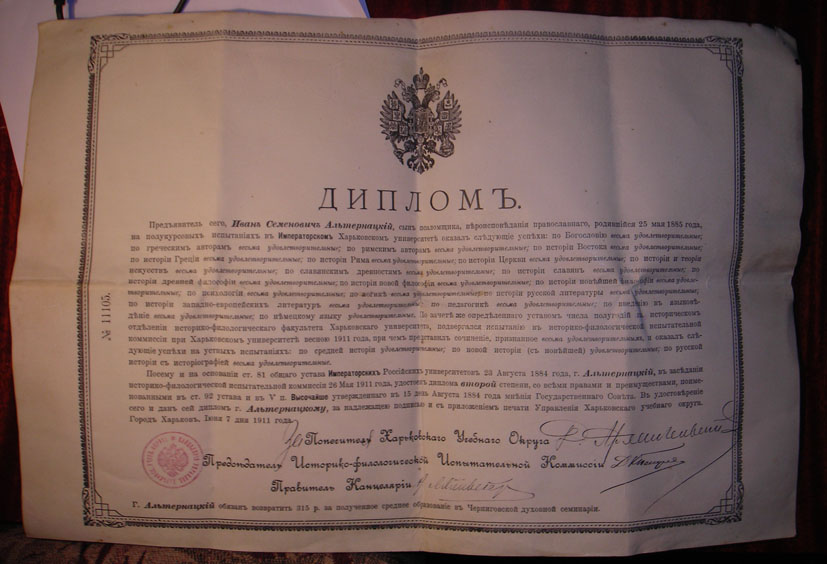 ДИПЛОМЪ.
Предъявитель сего, Иванъ Семеновичъ Альтернацкій, сынъ псаломщика, вѣроисповѣданія православнаго, родившійся 25 мая 1885 года,
на полукурсовыхъ испытаніяхъ въ Императорскомъ Харьковскомъ университетѣ оказалъ слѣдующіе успѣхи: по Богословію весьма удовлетворительные;
по греческимъ авторамъ весьма удовлетворительные; по римскимъ авторамъ весьма удовлетворительные; по исторіи Востока весьма удовлетворительные;
по исторіи Греціи весьма удовлетворительные; по исторіи Рима весьма удовлетворительные; по исторіи Церкви весьма удовлетворительные; по исторіи и теоріи
искусствъ весьма удовлетворительные; по славянскимъ древностямъ весьма удовлетворительные; по исторіи славянъ весьма удовлетворительные; по
исторіи древней философіи весьма удовлетворительные; по исторіи новой философіи весьма удовлетворительные; по исторіи новѣйшей философіи весьма удовле-
творительные; по психологіи весьма удовлетворительные; по логикѣ весьма удовлетворительные; по исторіи русской литературы весьма удовлетворительные;
по исторіи западно-европейскихъ литературъ весьма удовлетворительные; по педагогикѣ весьма удовлетворительные; по введенію въ языковѣ-
дѣніе весьма удовлетворительные; по нѣмецкому языку удовлетворительные. По зачетѣ же опредѣленнаго уставомъ числа полугодій на историческомъ
отдѣленіи историко-филологическаго факультета Харьковскаго университета, подвергался испытанію въ историко-филологической испытательной
коммиссіи при Харьковскомъ университетѣ весною 1911 года, при чемъ представилъ сочиненіе, признанное весьма удовлетворительнымъ, и оказалъ слѣ-
дующіе успѣхи на устныхъ испытаніяхъ: по средней исторіи весьма удовлетворительные; по новой исторіи (съ новѣйшей) удовлетворительные; по русской
исторіи съ исторіографіей весьма удовлетворительные.
Посему и на основаніи ст. 81 общаго устава Императорскихъ Россійскихъ университетовъ 23 Августа 1884 года, г. Альтернацкій, въ засѣданіи
историко-филологической испытательной коммиссіи 26 Мая 1911 года, удостоенъ диплома второй степени, со всѣми правами и преимуществами, поиме-
нованными въ ст. 92 устава и въ V п. Высочайше утвержденнаго въ 15 день Августа 1884 года мнѣнія Государственнаго Совѣта. Въ удостовѣреніе
сего и данъ сей дипломъ г. Альтернацкому, за надлежащею подписью и съ приложеніемъ печати Управленія Харьковскаго учебнаго округа.
Городъ Харьковъ. Іюня 7 дня 1911 года.
№ 11105.
За Попечителя Харьковскаго Учебнаго Округа
Предсѣдатель Историко-филологической Испытательной Коммиссіи
Правитель Канцеляріи
Г. Альтернацкій обязанъ возвратить 315 р. за полученное среднее образованіе въ Черниговской духовной семинаріи.